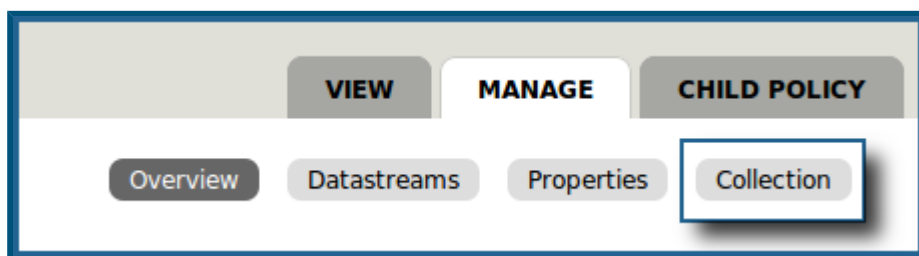 VIEW MANAGE CHILD POLICY
Overview Datastreams Properties Collection